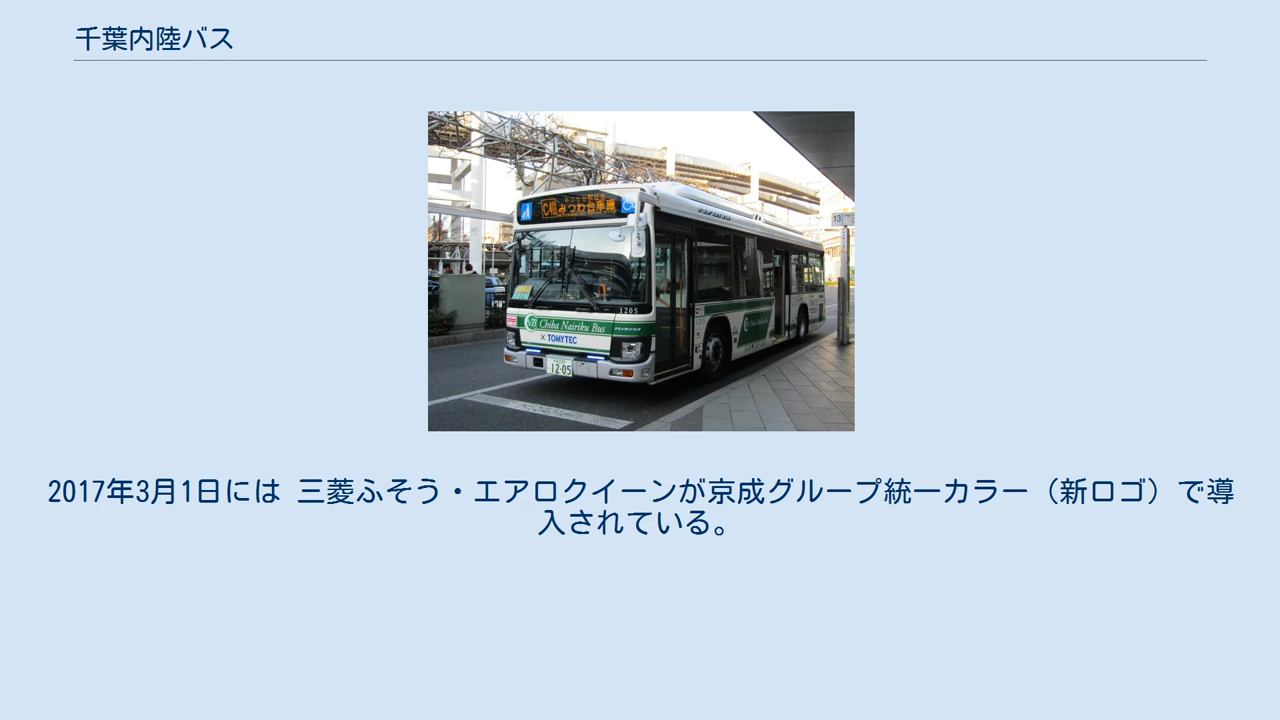 千葉内陸バス
C401 みつわ台車庫
13
1205
Chiba Nairiku Bus
× TOMYTEC
12-05
2017年3月1日には 三菱ふそう・エアロクイーンが京成グループ統一カラー（新ロゴ）で導
入されている。